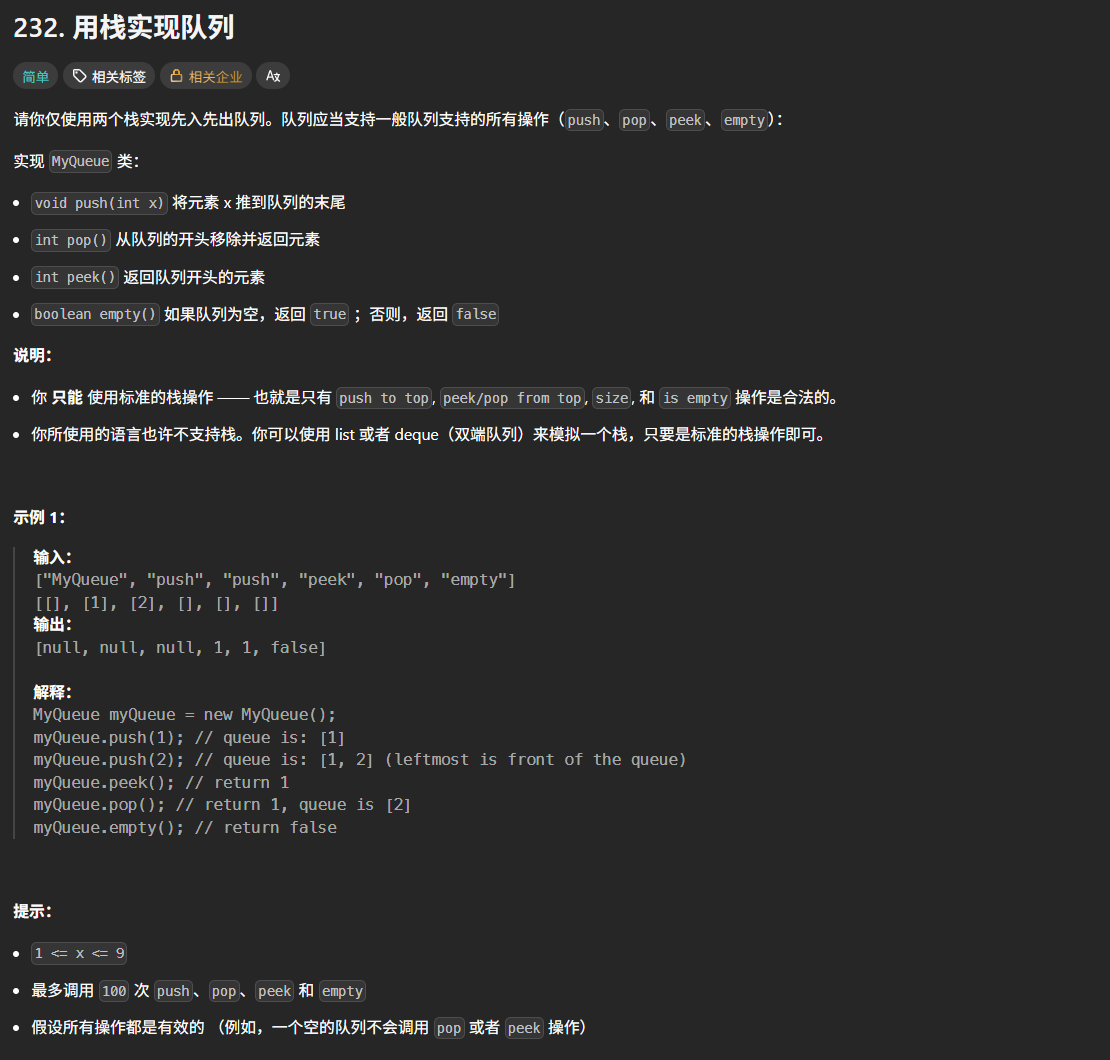 232. 用栈实现队列
简单 相关标签 相关企业 Ax
请你仅使用两个栈实现先入先出队列。队列应当支持一般队列支持的所有操作（push、pop、peek、empty）：
实现 MyQueue 类：
• void push(int x) 将元素 x 推到队列的末尾
• int pop() 从队列的开头移除并返回元素
• int peek() 返回队列开头的元素
• boolean empty() 如果队列为空，返回 true ；否则，返回 false
说明：
• 你 只能 使用标准的栈操作 —— 也就是只有 push to top, peek/pop from top, size, 和 is empty 操作是合法的。
• 你所使用的语言也许不支持栈。你可以使用 list 或者 deque（双端队列）来模拟一个栈，只要是标准的栈操作即可。
示例 1：
输入：
["MyQueue", "push", "push", "peek", "pop", "empty"]
[[], [1], [2], [], [], []]
输出：
[null, null, null, 1, 1, false]
解释：
MyQueue myQueue = new MyQueue();
myQueue.push(1); // queue is: [1]
myQueue.push(2); // queue is: [1, 2] (leftmost is front of the queue)
myQueue.peek(); // return 1
myQueue.pop(); // return 1, queue is [2]
myQueue.empty(); // return false
提示：
• 1 <= x <= 9
• 最多调用 100 次 push、pop、peek 和 empty
• 假设所有操作都是有效的 （例如，一个空的队列不会调用 pop 或者 peek 操作）